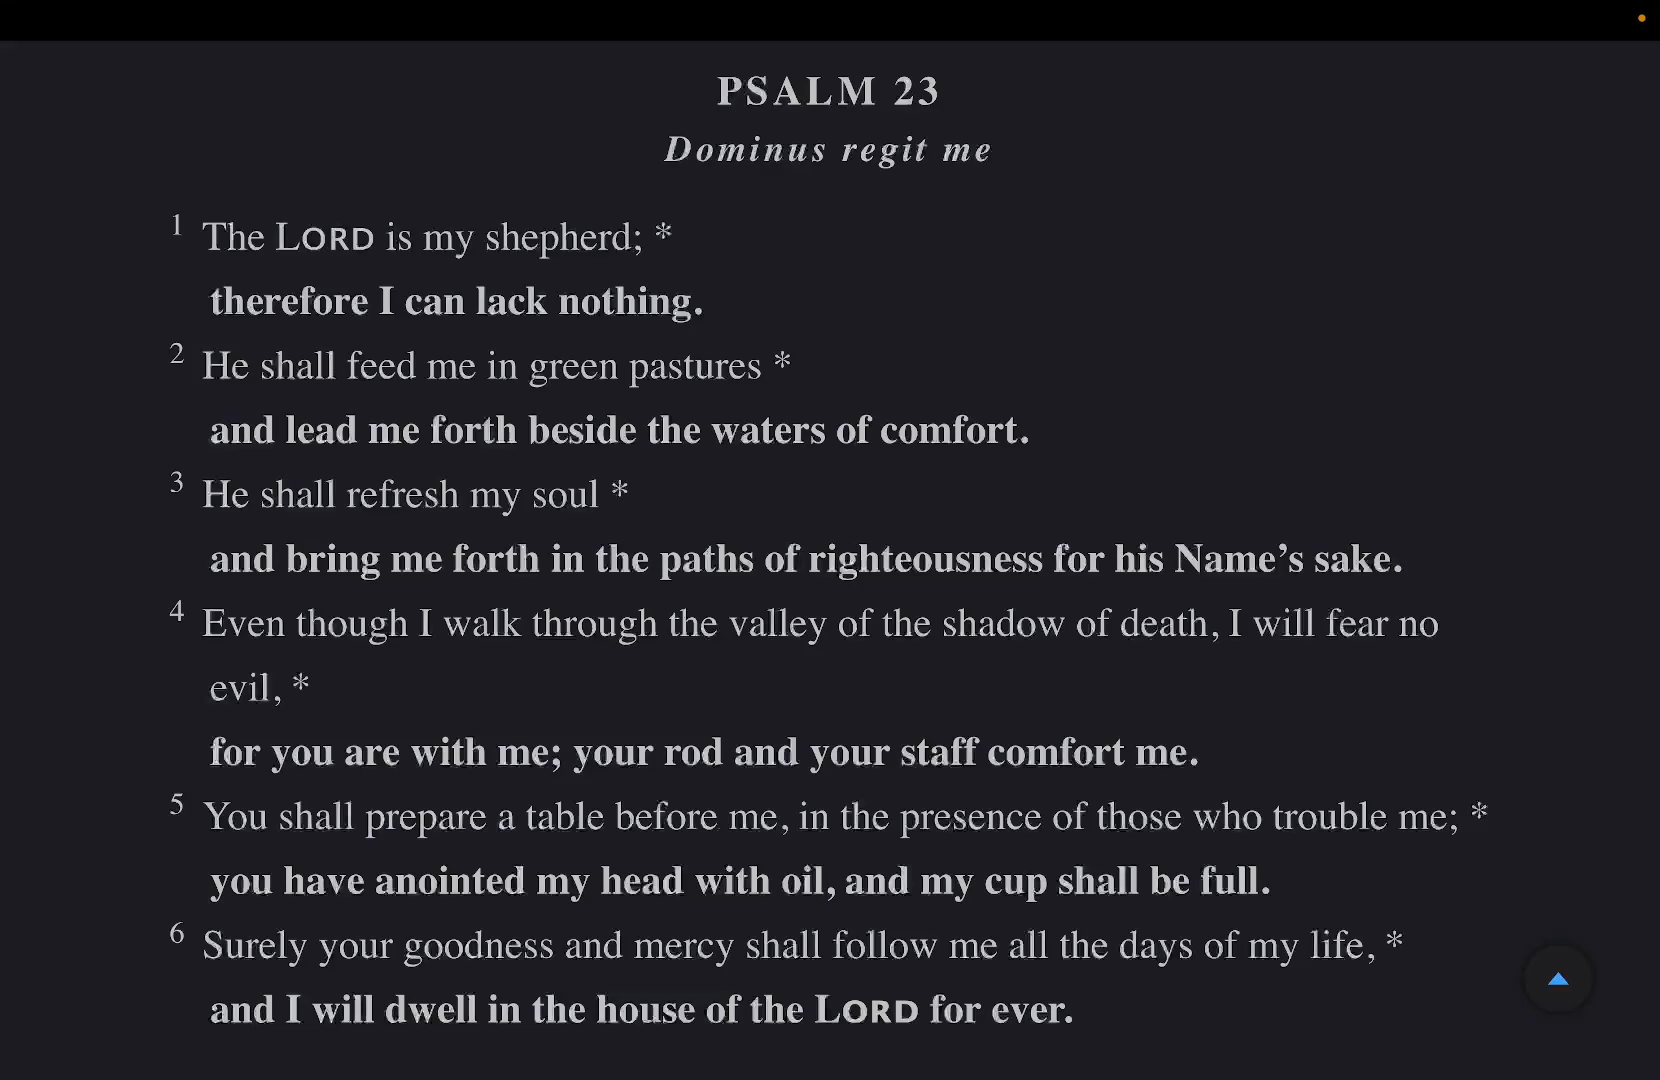 PSALM 23
Dominus regit me
1 The LORD is my shepherd; *
therefore I can lack nothing.
2 He shall feed me in green pastures *
and lead me forth beside the waters of comfort.
3 He shall refresh my soul *
and bring me forth in the paths of righteousness for his Name’s sake.
4 Even though I walk through the valley of the shadow of death, I will fear no
evil, *
for you are with me; your rod and your staff comfort me.
5 You shall prepare a table before me, in the presence of those who trouble me; *
you have anointed my head with oil, and my cup shall be full.
6 Surely your goodness and mercy shall follow me all the days of my life, *
and I will dwell in the house of the LORD for ever.